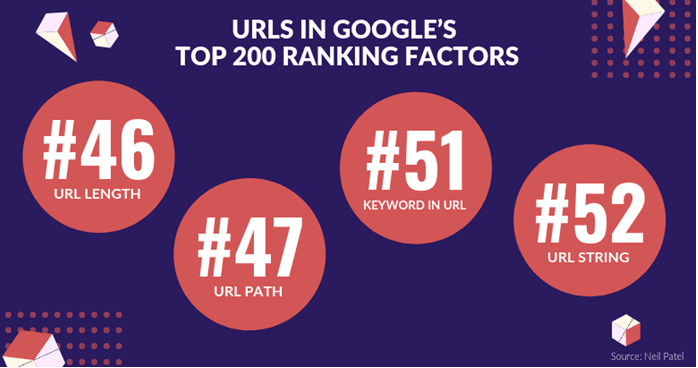 URLS IN GOOGLE'S
TOP 200 RANKING FACTORS
#46
URL LENGTH
#47
URL PATH
#51
KEYWORD IN URL
#52
URL STRING
Source: Neil Patel